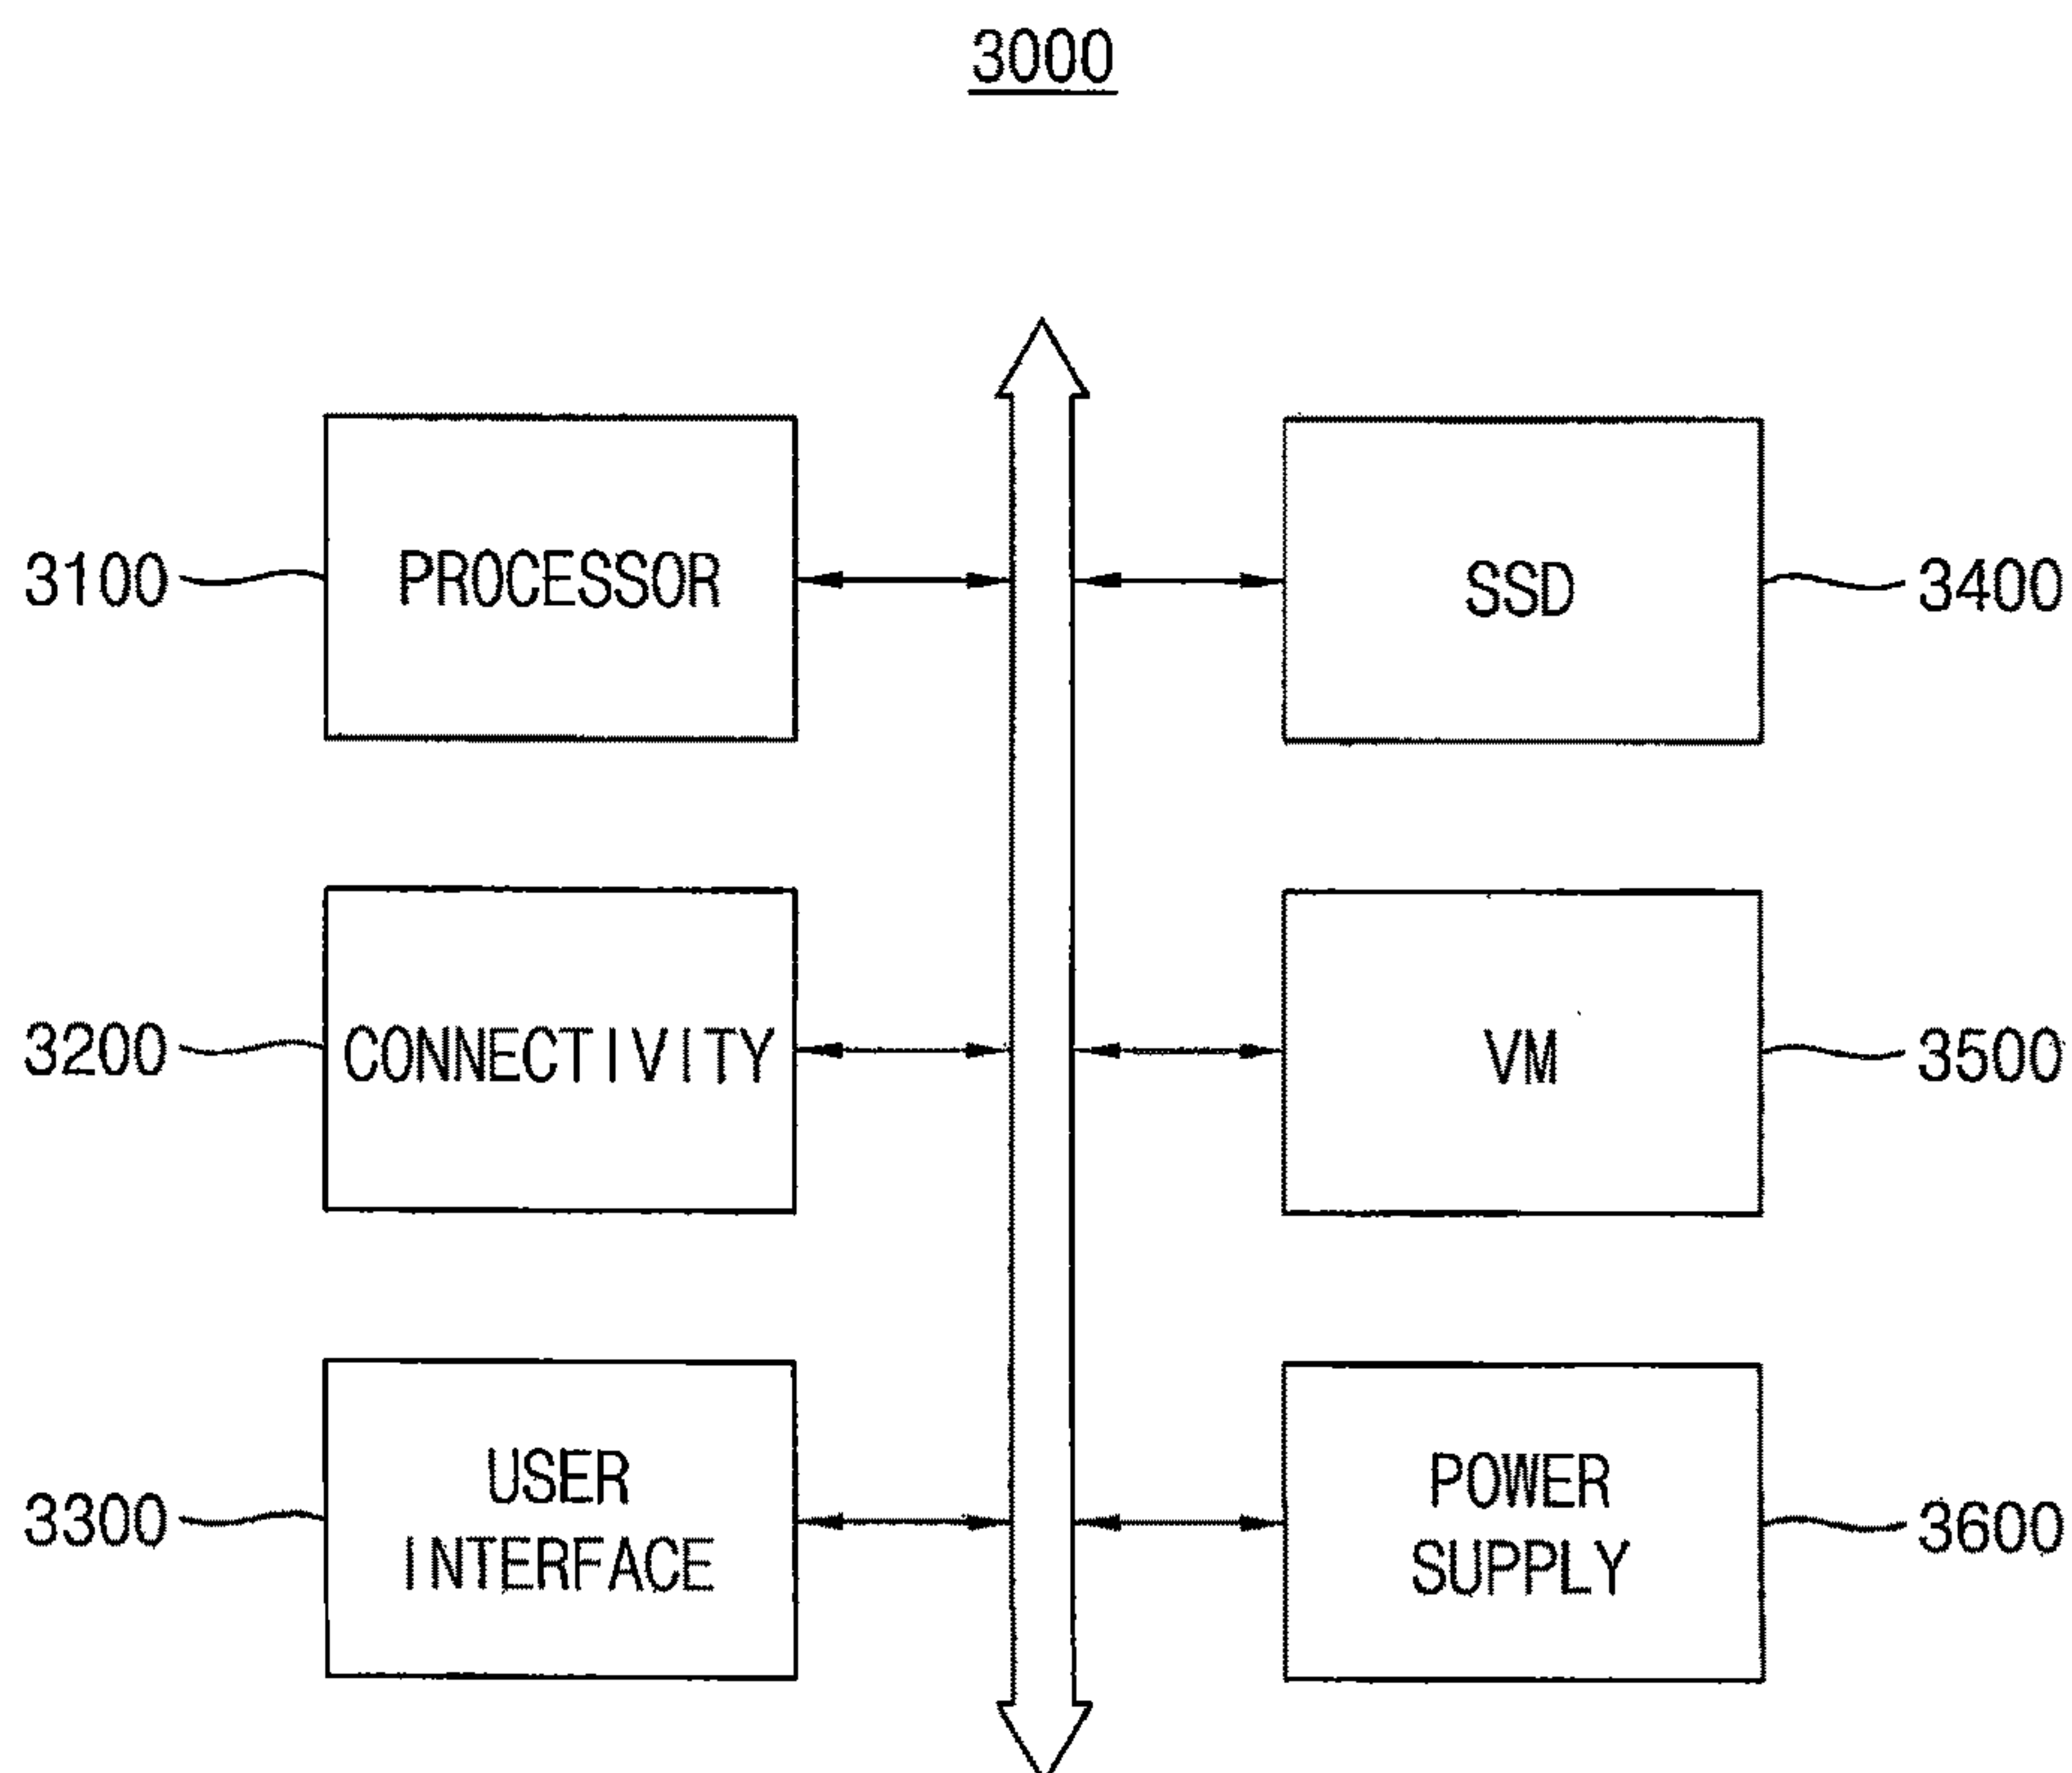 3000
3100
PROCESSOR
SSD
3400
3200
CONNECTIVITY
VM
3500
3300
USER
INTERFACE
POWER
SUPPLY
3600